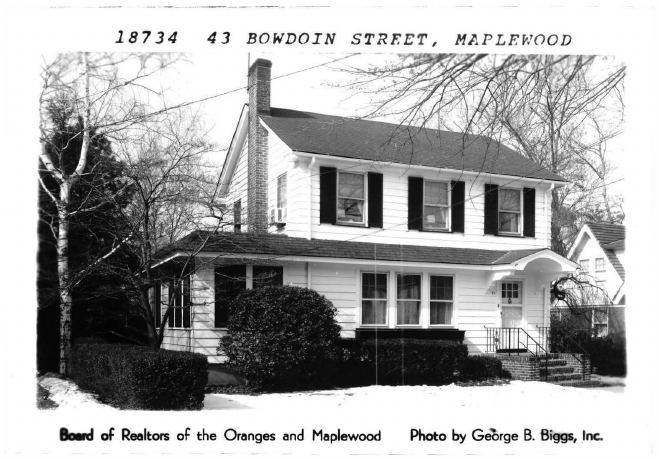 18734 43 BOWDOIN STREET, MAPLEWOOD
Board of Realtors of the Oranges and Maplewood Photo by George B. Biggs, Inc.